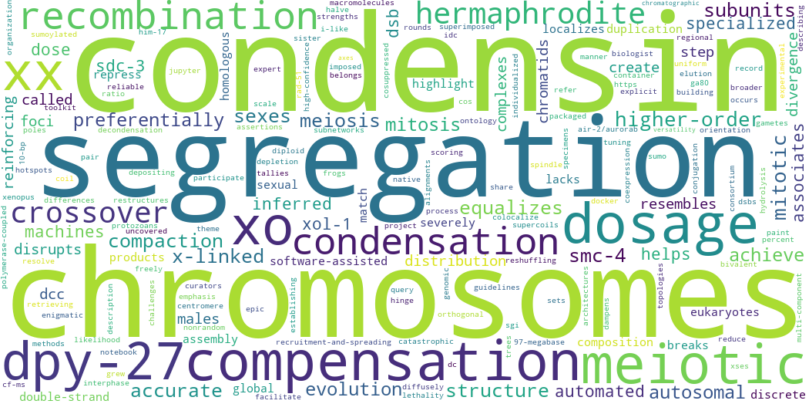 recombination
condensin
hermaphrodite
subunits
specialized
macromolecules
strengths
i-like
halve
dsb
rounds
superimposed
idc
chromatographic
regional
manner
uniform
record
biologist
elution
expert
container
ga80
https
scale
refer
building
broader
occurs
cos
explicit
packaged
organization
sumoylated
dose
him-17
sister
homologous
high-confidence
imposed
belongs
cosuppressed
localizes
duplication
step
divergence
describing
experimental
xx
sdc-3
repress
ratio
jupyter
reliable
toolkit
highlight
complexes
individualized
chromatids
create
called
preferentially
sexes
meiosis
assertions
subnetworks
ontology
mitosis
higher-order
gametes
versatility
orientation
foci
poles
decondensation
reinforcing
10-bp
air-2/aurorab
mitotic
associates
segregation
hotspots
xenopus
pair
coil
depositing
differences
restructures
diploid
depletion
tallies
sexual
participate
frogs
scoring
native
alignments
share
process
spindle
specimens
tuning
coexpression
sumo
conjugation
consortium
dsbs
hydrolysis
paint
percent
crossover
protozoans
uncovered
theme
xo
inferred
xol-1
match
lacks
equalizes
resembles
project
severely
colocalize
supercoils
dosage
machines
disrupts
compaction
condensation
smc-4
helps
achieve
polymerase-coupled
products
x-linked
software-assisted
distribution
reshuffling
breaks
bivalent
resolve
freely
challenges
dcc
retrieving
enigmatic
description
curators
emphasis
centromere
nonrandom
epic
establishing
genomic
query
hinge
orthogonal
guidelines
sets
topologies
architectures
dampens
composition
eukaryotes
reduce
multi-component
chromosomes
methods
likelihood
notebook
males
assembly
recruitment-and-spreading
catastrophic
sgi
97-megabase
trees
xses
dpy-27
compensation
meiotic
grew
interphase
cf-ms
double-strand
accurate
global
facilitate
evolution
diffusely
lethality
dc
structure
automated
autosomal
discrete